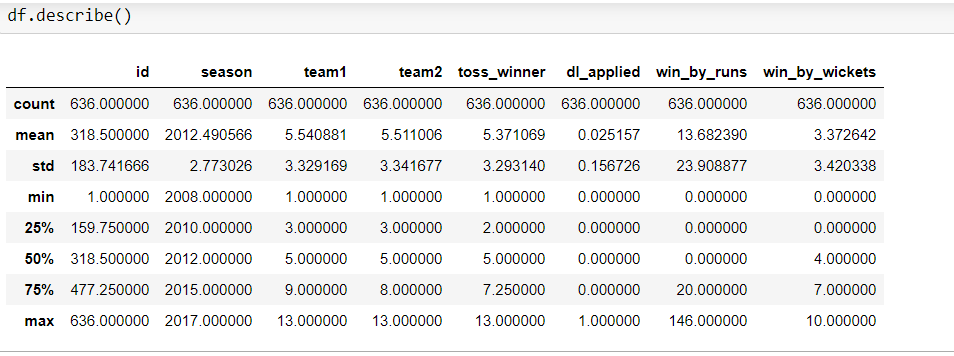 df.describe()
id season team1 team2 toss_winner dl_applied win_by_runs win_by_wickets
count 636.000000 636.000000 636.000000 636.000000 636.000000 636.000000 636.000000 636.000000
mean 318.500000 2012.490566 5.540881 5.511006 5.371069 0.025157 13.682390 3.372642
std 183.741666 2.773026 3.329169 3.341677 3.293140 0.156726 23.908877 3.420338
min 1.000000 2008.000000 1.000000 1.000000 1.000000 0.000000 0.000000 0.000000
25% 159.750000 2010.000000 3.000000 3.000000 2.000000 0.000000 0.000000 0.000000
50% 318.500000 2012.000000 5.000000 5.000000 5.000000 0.000000 0.000000 4.000000
75% 477.250000 2015.000000 9.000000 8.000000 7.250000 0.000000 20.000000 7.000000
max 636.000000 2017.000000 13.000000 13.000000 13.000000 1.000000 146.000000 10.000000